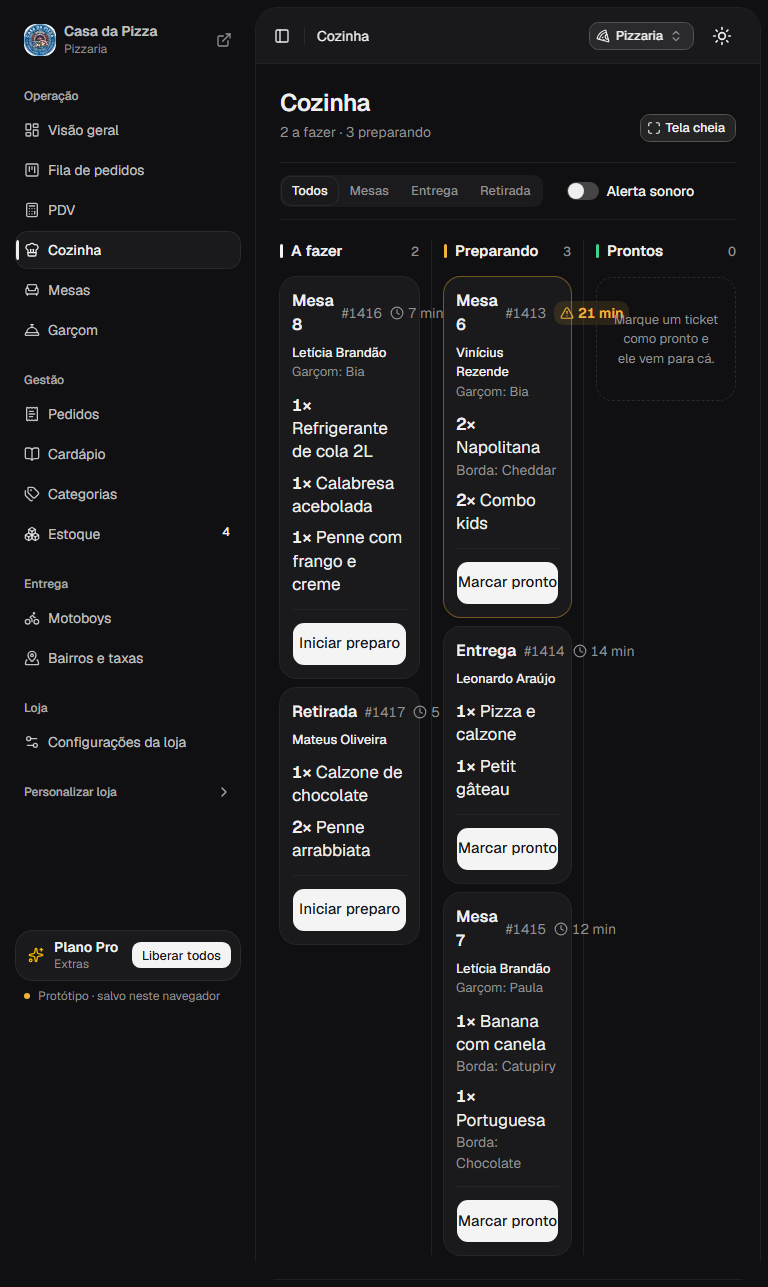 Casa da Pizza
Pizzaria
Operação
Visão geral
Fila de pedidos
PDV
Cozinha
Mesas
Garçom
Gestão
Pedidos
Cardápio
Categorias
Estoque 4
Entrega
Motoboys
Bairros e taxas
Loja
Configurações da loja
Personalizar loja
Plano Pro
Extras
Liberar todos
Protótipo · salvo neste navegador
Cozinha
Pizzaria
Cozinha
2 a fazer · 3 preparando
Tela cheia
Todos Mesas Entrega Retirada
Alerta sonoro
A fazer 2
Mesa
8
#1416 7 min
Letícia Brandão
Garçom: Bia
1×
Refrigerante
de cola 2L
1× Calabresa
acebolada
1× Penne com
frango e
creme
Iniciar preparo
Retirada #1417 5
Mateus Oliveira
1× Calzone de
chocolate
2× Penne
arrabbiata
Iniciar preparo
Preparando 3
Mesa
6
#1413 21 min
Vinícius
Rezende
Garçom: Bia
2×
Napolitana
Borda: Cheddar
2× Combo
kids
Marcar pronto
Entrega #1414 14 min
Leonardo Araújo
1× Pizza e
calzone
1× Petit
gâteau
Marcar pronto
Mesa
7
#1415 12 min
Letícia Brandão
Garçom: Paula
1× Banana
com canela
Borda: Catupiry
1×
Portuguesa
Borda:
Chocolate
Marcar pronto
Prontos 0
Marque um ticket
como pronto e
ele vem para cá.